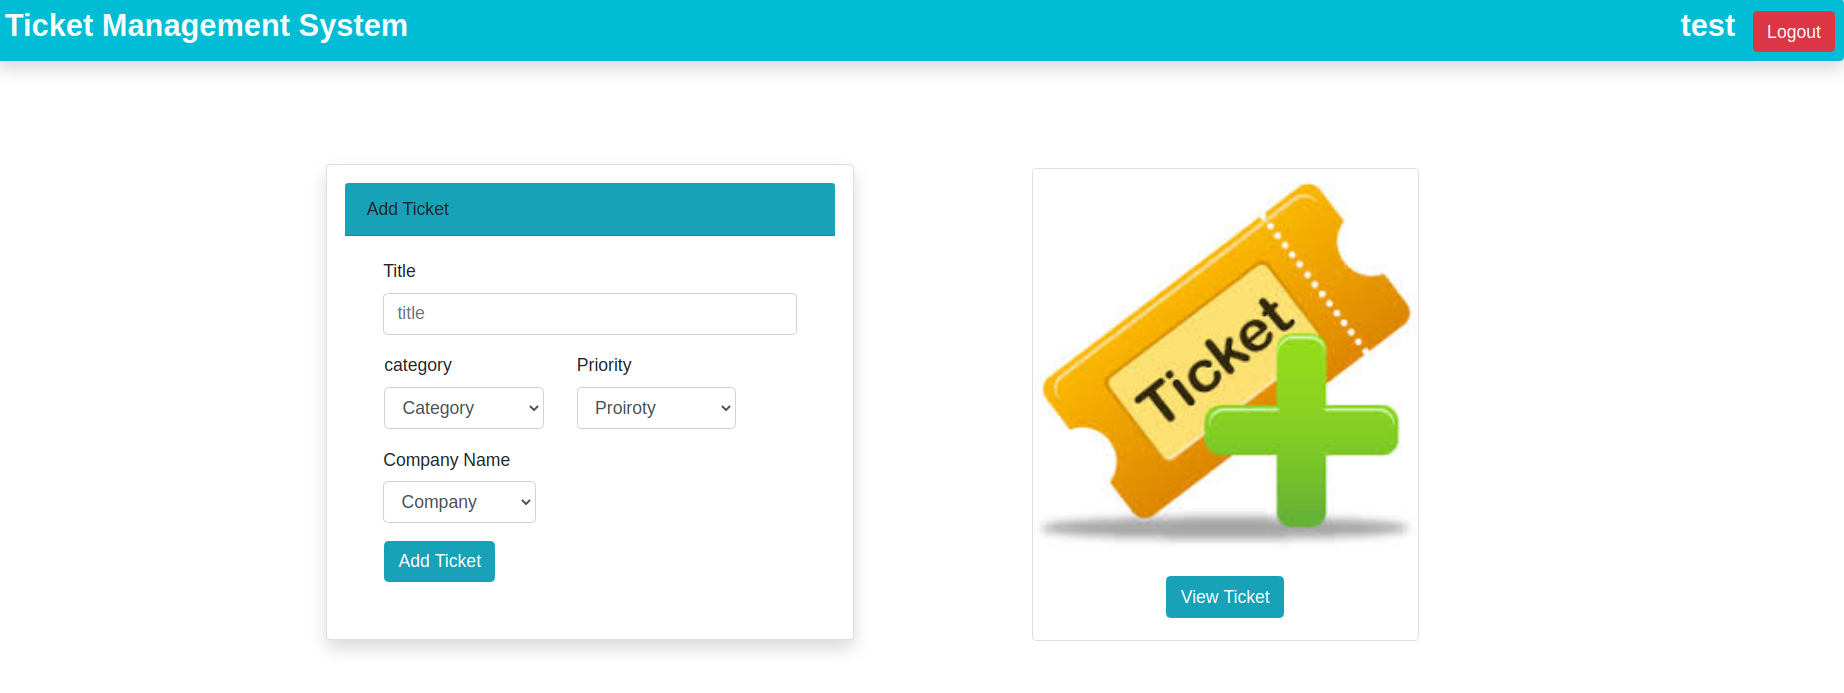 Ticket Management System
test
Logout
Add Ticket
Title
title
category
Priority
Category
Proiroty
Company Name
Company
Add Ticket
Ticket
View Ticket